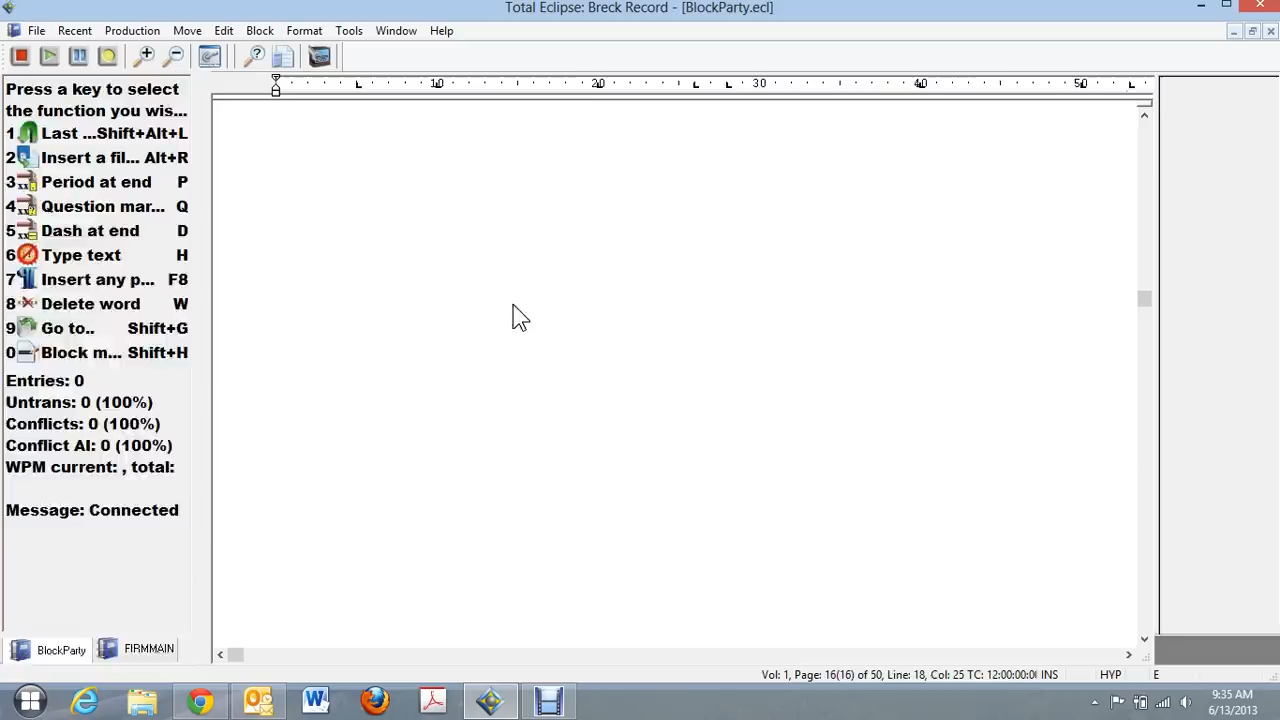 Total Eclipse: Breck Record - [BlockParty.ecl]
File Recent Production Move Edit Block Format Tools Window Help
Press a key to select
the function you wis...
10 20 30 40 50
1 Last ...Shift+Alt+L
2 Insert a fil... Alt+R
3 Period at end P
4 Question mar... Q
5 Dash at end D
6 Type text H
7 Insert any p... F8
8 Delete word W
9 Go to.. Shift+G
0 Block m... Shift+H
Entries: 0
Untrans: 0 (100%)
Conflicts: 0 (100%)
Conflict AI: 0 (100%)
WPM current: , total:
Message: Connected
BlockParty FIRMMAIN
Vol: 1, Page: 16(16) of 50, Line: 18, Col: 25 TC: 12:00:00:0 INS HYP E
9:35 AM
6/13/2013